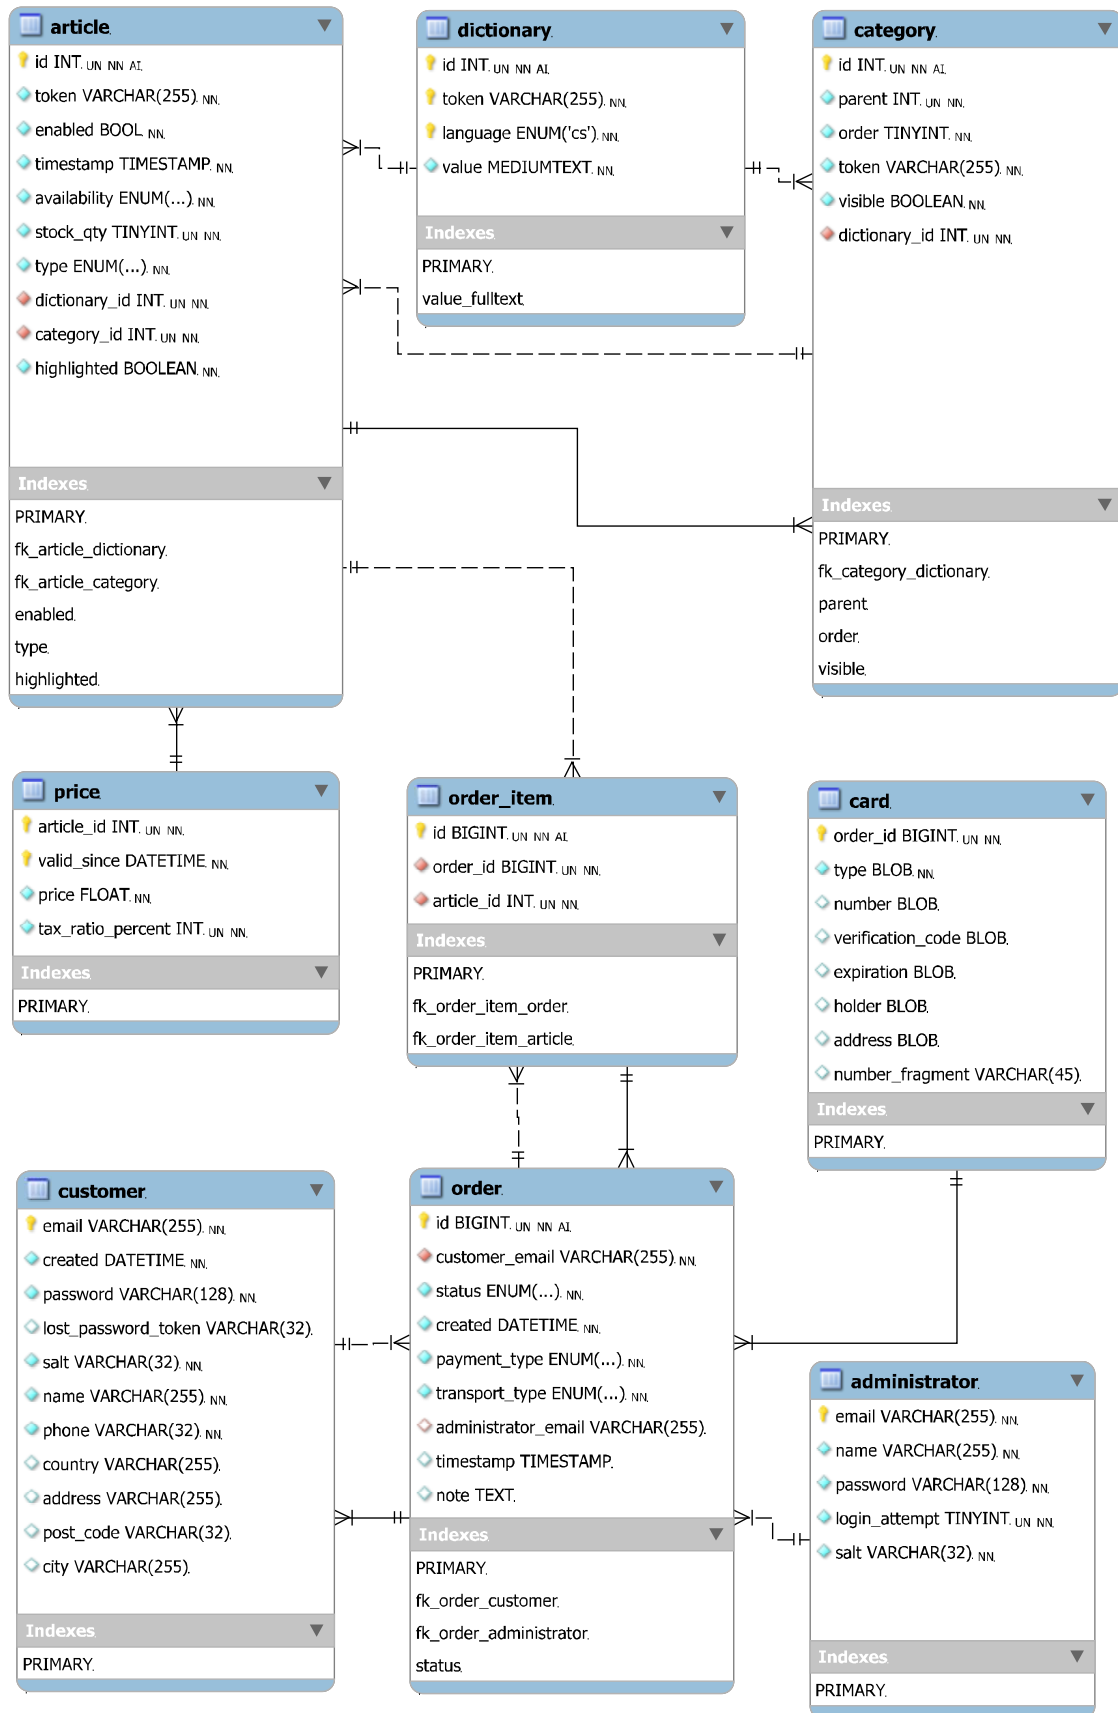 article
id INT UN NN AI
token VARCHAR(255) NN
enabled BOOL NN
timestamp TIMESTAMP NN
availability ENUM(...) NN
stock_qty TINYINT UN NN
type ENUM(...) NN
dictionary_id INT UN NN
category_id INT UN NN
highlighted BOOLEAN NN
Indexes
PRIMARY
fk_article_dictionary
fk_article_category
enabled
type
highlighted
dictionary
id INT UN NN AI
token VARCHAR(255) NN
language ENUM('cs') NN
value MEDIUMTEXT NN
Indexes
PRIMARY
value_fulltext
category
id INT UN NN AI
parent INT UN NN
order TINYINT NN
token VARCHAR(255) NN
visible BOOLEAN NN
dictionary_id INT UN NN
Indexes
PRIMARY
fk_category_dictionary
parent
order
visible
price
article_id INT UN NN
valid_since DATETIME NN
price FLOAT NN
tax_ratio_percent INT UN NN
Indexes
PRIMARY
order_item
id BIGINT UN NN AI
order_id BIGINT UN NN
article_id INT UN NN
Indexes
PRIMARY
fk_order_item_order
fk_order_item_article
card
order_id BIGINT UN NN
type BLOB NN
number BLOB
verification_code BLOB
expiration BLOB
holder BLOB
address BLOB
number_fragment VARCHAR(45)
Indexes
PRIMARY
customer
email VARCHAR(255) NN
created DATETIME NN
password VARCHAR(128) NN
lost_password_token VARCHAR(32)
salt VARCHAR(32) NN
name VARCHAR(255) NN
phone VARCHAR(32) NN
country VARCHAR(255)
address VARCHAR(255)
post_code VARCHAR(32)
city VARCHAR(255)
Indexes
PRIMARY
order
id BIGINT UN NN AI
customer_email VARCHAR(255) NN
status ENUM(...) NN
created DATETIME NN
payment_type ENUM(...) NN
transport_type ENUM(...) NN
administrator_email VARCHAR(255)
timestamp TIMESTAMP
note TEXT
Indexes
PRIMARY
fk_order_customer
fk_order_administrator
status
administrator
email VARCHAR(255) NN
name VARCHAR(255) NN
password VARCHAR(128) NN
login_attempt TINYINT UN NN
salt VARCHAR(32) NN
Indexes
PRIMARY